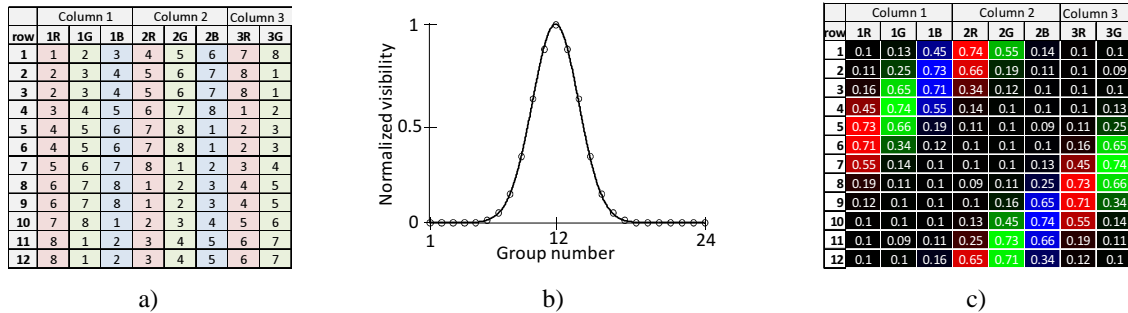 Column 1 Column 2 Column 3
row 1R 1G 1B 2R 2G 2B 3R 3G
1 1 2 3 4 5 6 7 8
2 2 3 4 5 6 7 8 1
3 2 3 4 5 6 7 8 1
4 3 4 5 6 7 8 1 2
5 4 5 6 7 8 1 2 3
6 4 5 6 7 8 1 2 3
7 5 6 7 8 1 2 3 4
8 6 7 8 1 2 3 4 5
9 6 7 8 1 2 3 4 5
10 7 8 1 2 3 4 5 6
11 8 1 2 3 4 5 6 7
12 8 1 2 3 4 5 6 7
a)
Normalized visibility
1
0.5
0
1 12 24
Group number
b)
Column 1 Column 2 Column 3
row 1R 1G 1B 2R 2G 2B 3R 3G
1 0.1 0.13 0.45 0.74 0.55 0.14 0.1 0.1
2 0.11 0.25 0.73 0.66 0.19 0.11 0.1 0.09
3 0.16 0.65 0.71 0.34 0.12 0.1 0.1 0.1
4 0.45 0.74 0.55 0.14 0.1 0.1 0.1 0.13
5 0.73 0.66 0.19 0.11 0.1 0.09 0.11 0.25
6 0.71 0.34 0.12 0.1 0.1 0.1 0.16 0.65
7 0.55 0.14 0.1 0.1 0.1 0.13 0.45 0.74
8 0.19 0.11 0.1 0.09 0.11 0.25 0.73 0.66
9 0.12 0.1 0.1 0.1 0.16 0.65 0.71 0.34
10 0.1 0.1 0.1 0.13 0.45 0.74 0.55 0.14
11 0.1 0.09 0.11 0.25 0.73 0.66 0.19 0.11
12 0.1 0.1 0.16 0.65 0.71 0.34 0.12 0.1
c)